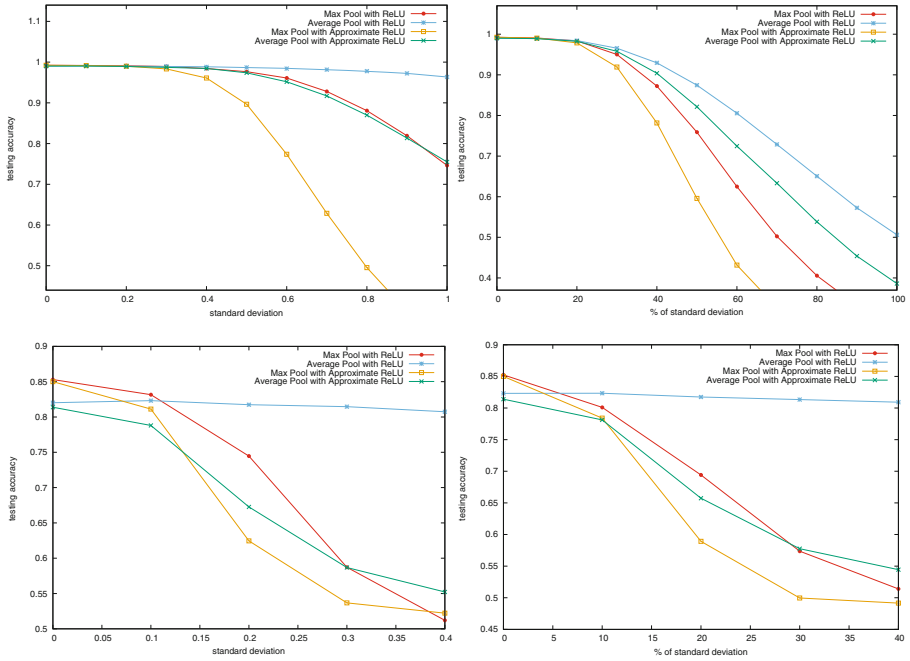 Max Pool with ReLU
Average Pool with ReLU
Max Pool with Approximate ReLU
Average Pool with Approximate ReLU
testing accuracy
1.1
1
0.9
0.8
0.7
0.6
0.5
0 0.2 0.4 0.6 0.8 1
standard deviation
Max Pool with ReLU
Average Pool with ReLU
Max Pool with Approximate ReLU
Average Pool with Approximate ReLU
testing accuracy
1
0.9
0.8
0.7
0.6
0.5
0.4
0 20 40 60 80 100
% of standard deviation
Max Pool with ReLU
Average Pool with ReLU
Max Pool with Approximate ReLU
Average Pool with Approximate ReLU
testing accuracy
0.9
0.85
0.8
0.75
0.7
0.65
0.6
0.55
0.5
0 0.05 0.1 0.15 0.2 0.25 0.3 0.35 0.4
standard deviation
Max Pool with ReLU
Average Pool with ReLU
Max Pool with Approximate ReLU
Average Pool with Approximate ReLU
testing accuracy
0.9
0.85
0.8
0.75
0.7
0.65
0.6
0.55
0.5
0.45
0 10 20 30 40
% of standard deviation